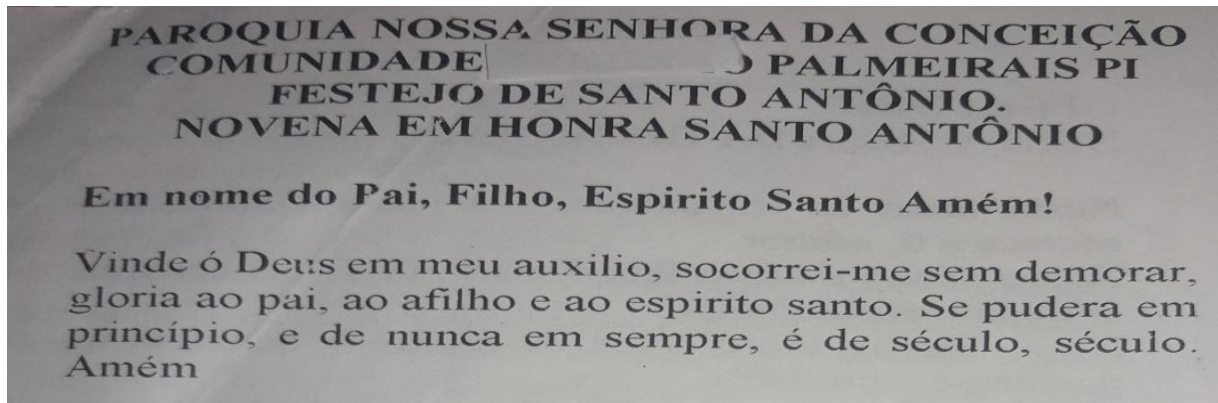 PAROQUIA NOSSA SENHORA DA CONCEIÇÃO
COMUNIDADE PALMEIRAIS PI
FESTEJO DE SANTO ANTÔNIO.
NOVENA EM HONRA SANTO ANTÔNIO
Em nome do Pai, Filho, Espirito Santo Amém!
Vinde ó Deus em meu auxilio, socorrei-me sem demorar,
gloria ao pai, ao afilho e ao espirito santo. Se pudera em
princípio, e de nunca em sempre, é de século, século.
Amém